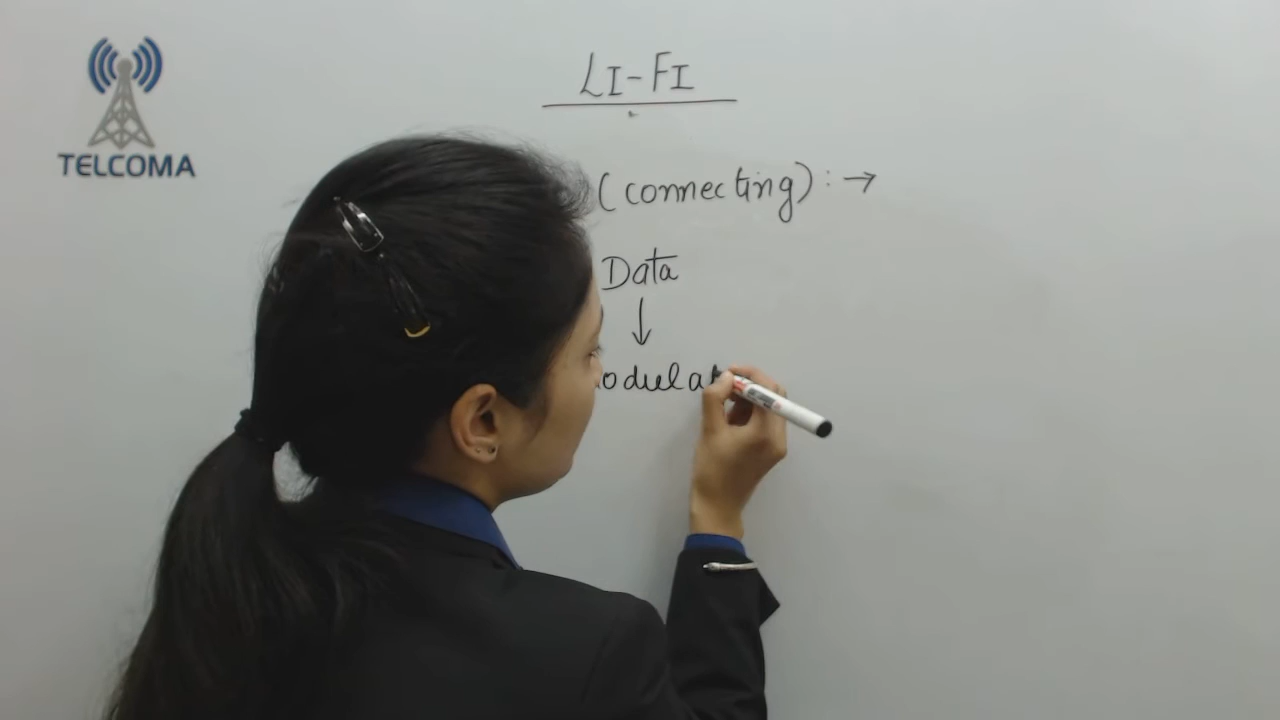 LI-FI
TELCOMA
(connecting) : →
Data
↓
odulat